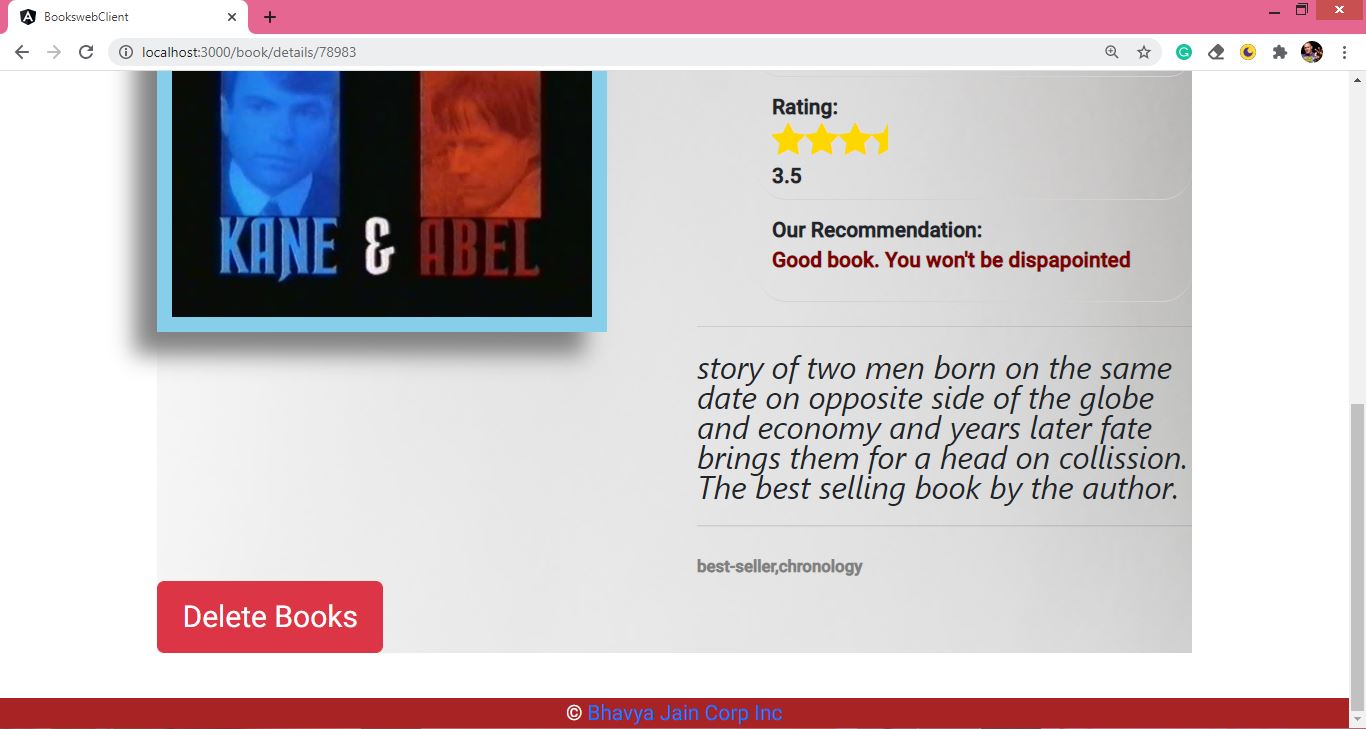 BookswebClient
localhost:3000/book/details/78983
KANE & ABEL
Rating:
3.5
Our Recommendation:
Good book. You won't be dispapointed
story of two men born on the same
date on opposite side of the globe
and economy and years later fate
brings them for a head on collission.
The best selling book by the author.
best-seller,chronology
Delete Books
© Bhavya Jain Corp Inc